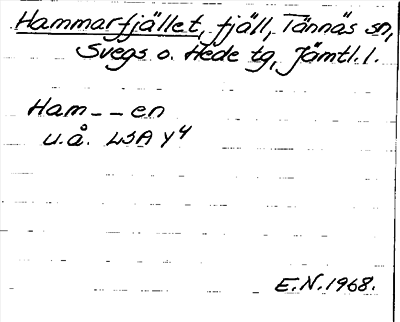 Hammarfjället, fjäll, Tännäs sn,
Svegs o. Hede tg, Jämtl. l.
Ham--en
u.å. LSA Y4
E.N. 1968.